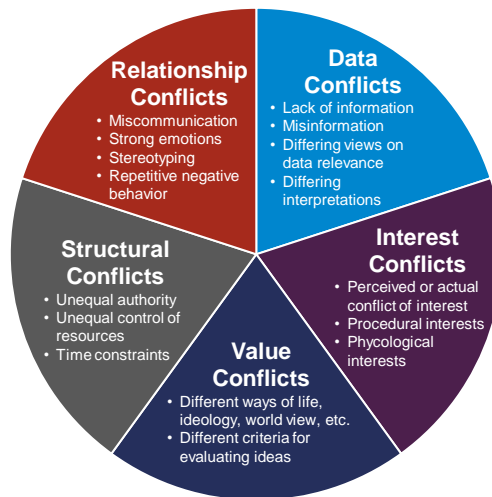 Relationship
Conflicts
• Miscommunication
• Strong emotions
• Stereotyping
• Repetitive negative
behavior
Data
Conflicts
• Lack of information
• Misinformation
• Differing views on
data relevance
• Differing
interpretations
Structural
Conflicts
• Unequal authority
• Unequal control of
resources
• Time constraints
Interest
Conflicts
• Perceived or actual
conflict of interest
• Procedural interests
• Phycological
interests
Value
Conflicts
• Different ways of life,
ideology, world view, etc.
• Different criteria for
evaluating ideas